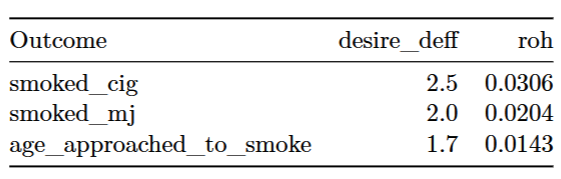 Outcome desire_deff roh
smoked_cig 2.5 0.0306
smoked_mj 2.0 0.0204
age_approached_to_smoke 1.7 0.0143